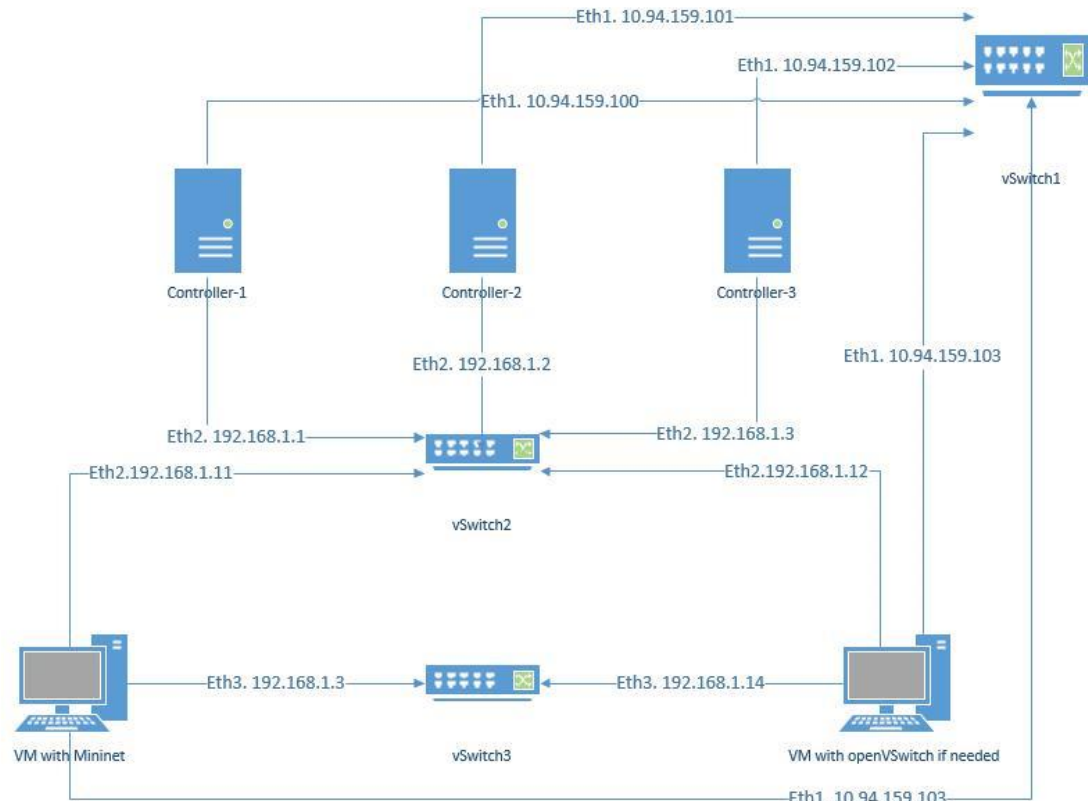 Eth1. 10.94.159.101
Eth1. 10.94.159.102
Eth1. 10.94.159.100
vSwitch1
Controller-1
Controller-2
Controller-3
Eth1. 10.94.159.103
Eth2. 192.168.1.2
Eth2. 192.168.1.1
Eth2. 192.168.1.3
Eth2.192.168.1.11
Eth2.192.168.1.12
vSwitch2
Eth3. 192.168.1.3
Eth3. 192.168.1.14
VM with Mininet
vSwitch3
VM with openVSwitch if needed
Eth1. 10.94.159.103